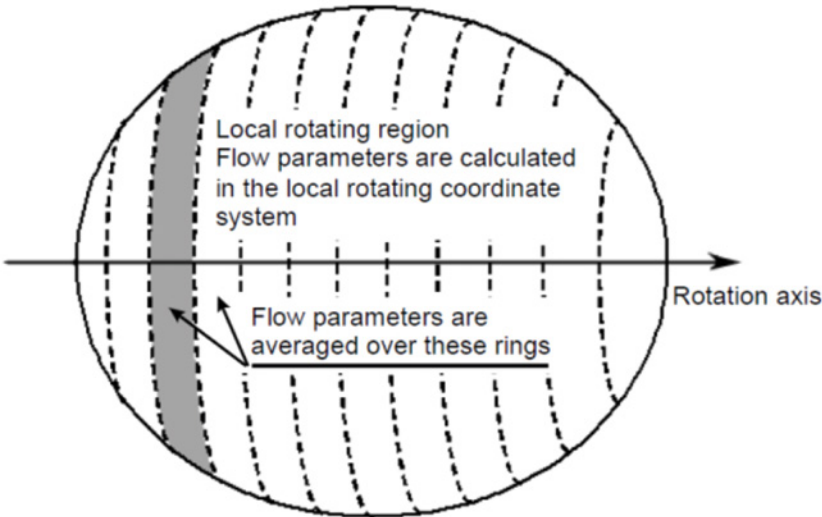 Local rotating region
Flow parameters are calculated
in the local rotating coordinate
system
Rotation axis
Flow parameters are
averaged over these rings